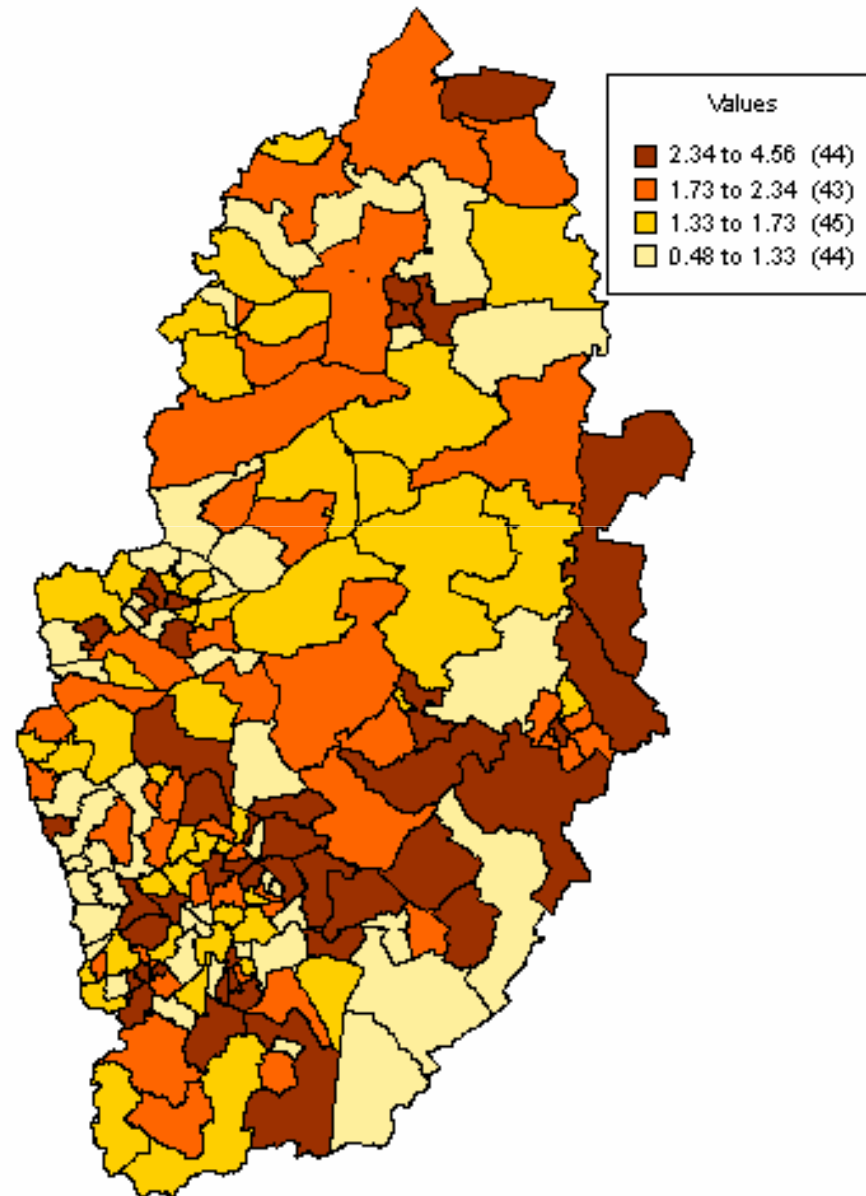 Values
2.34 to 4.56 (44)
1.73 to 2.34 (43)
1.33 to 1.73 (45)
0.48 to 1.33 (44)